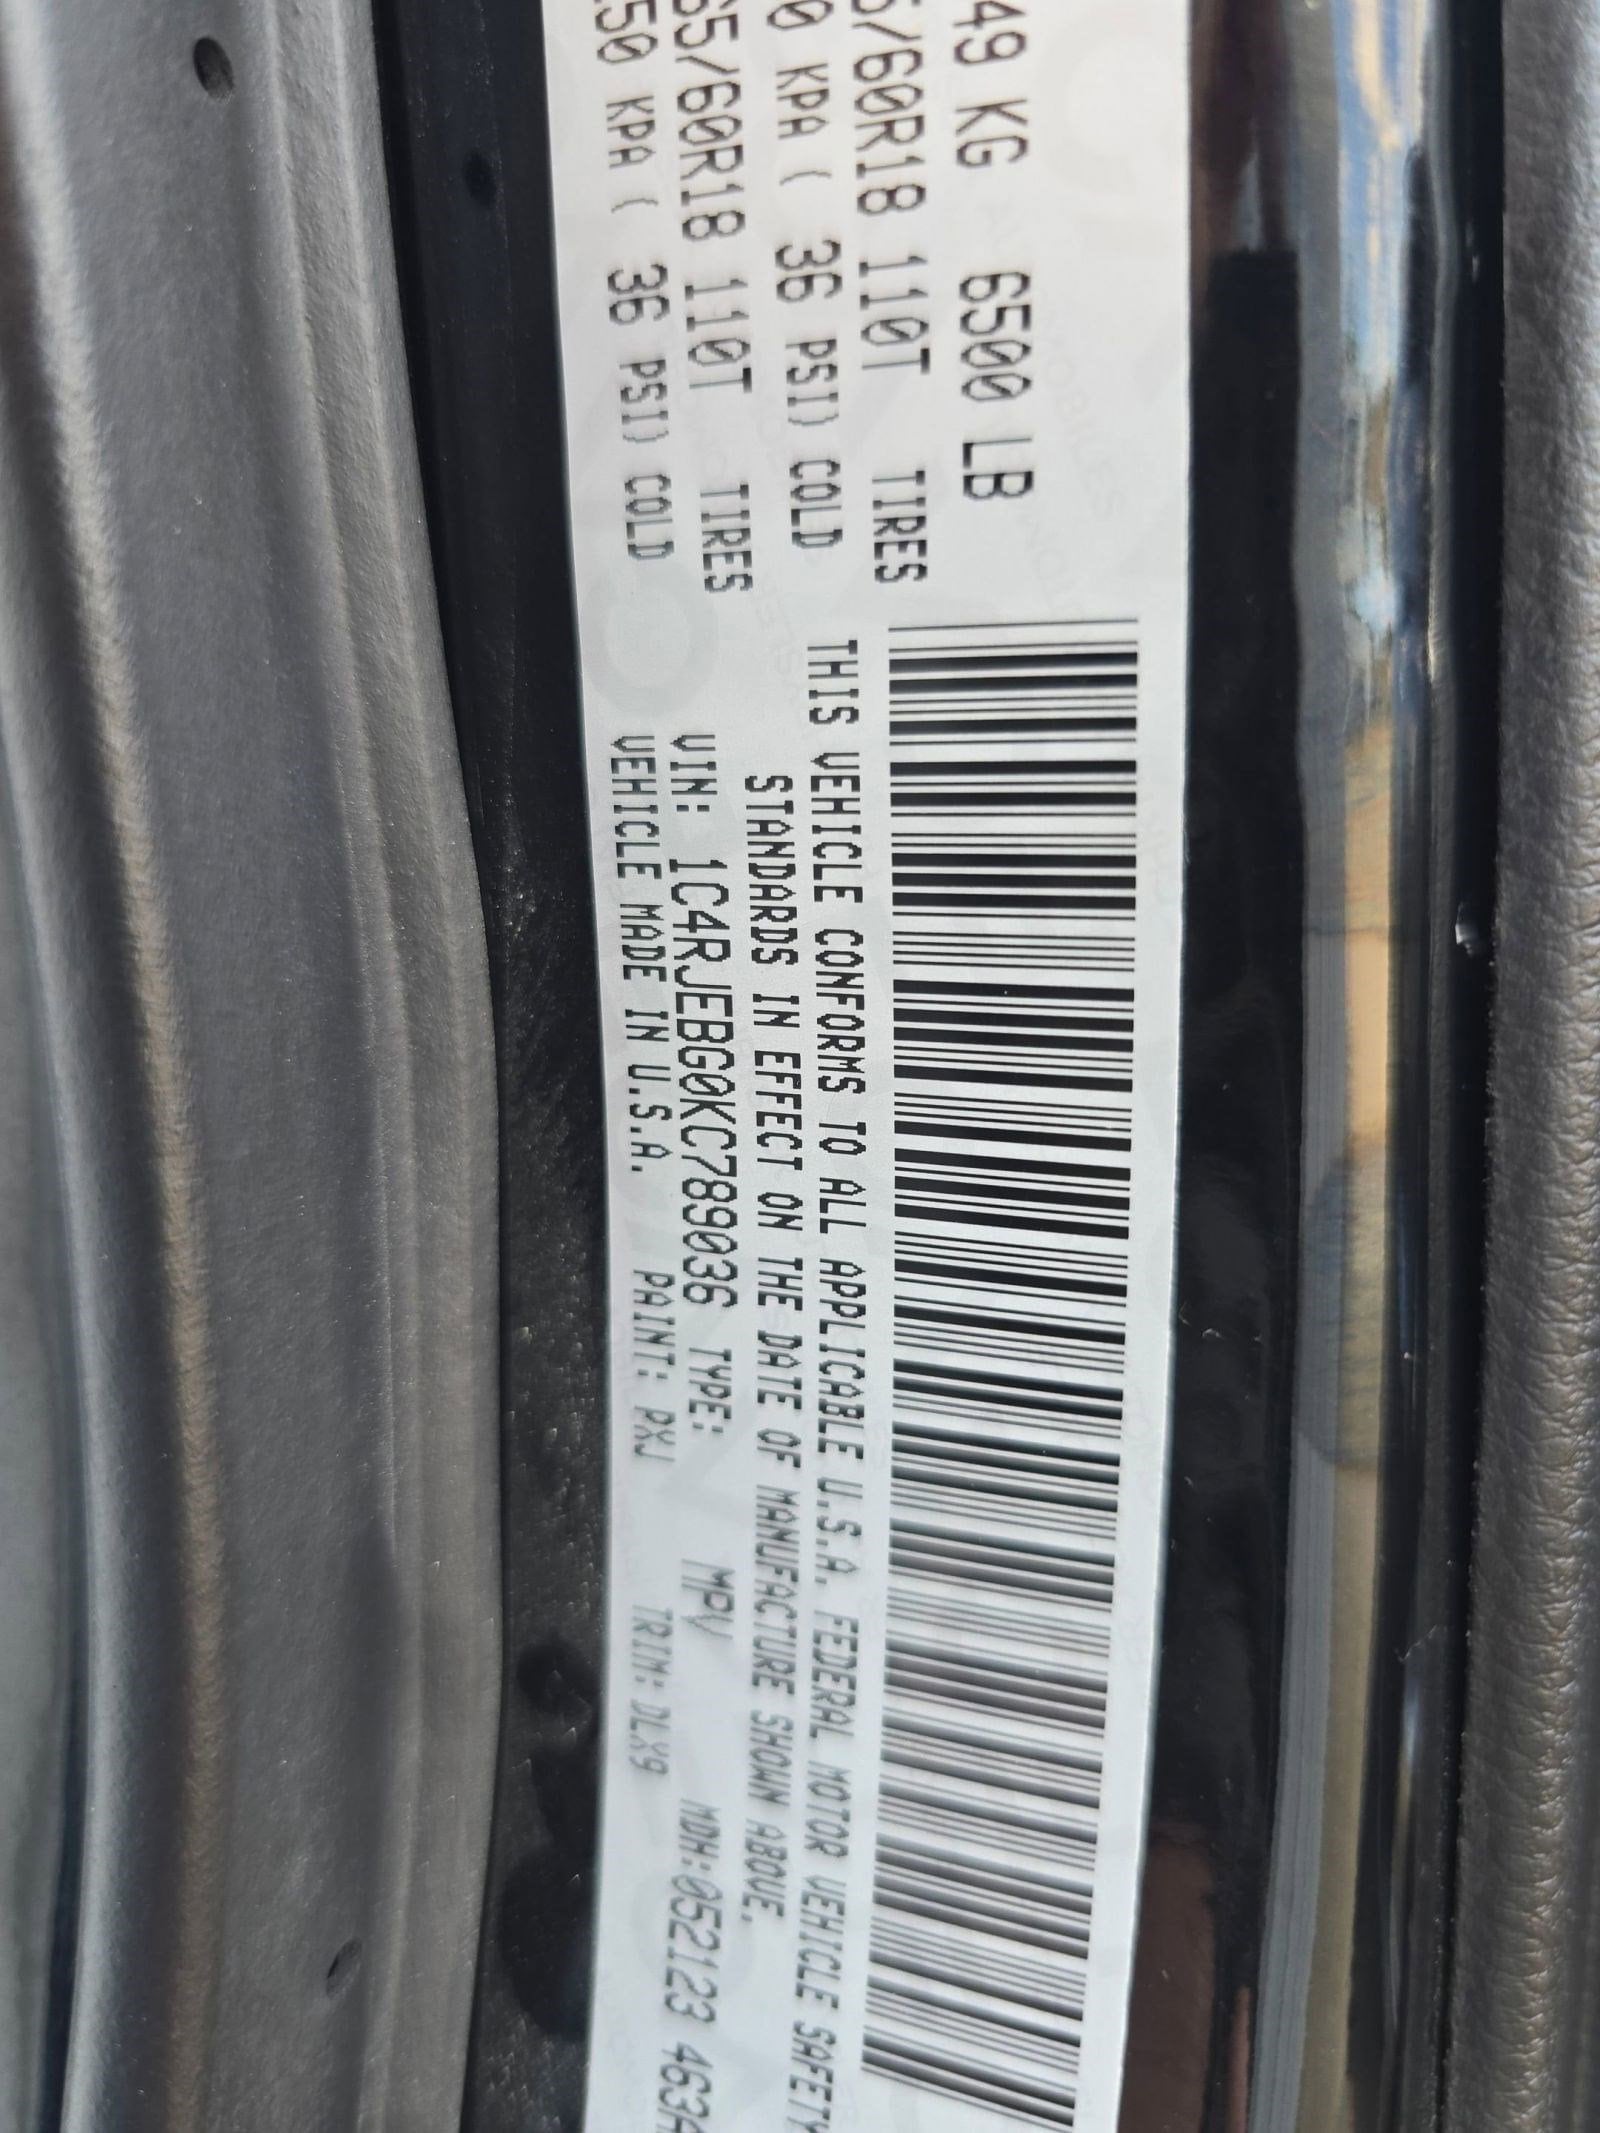 49 KG 6500 LB
5/60R18 110T TIRES
0 KPA ( 36 PSI) COLD
65/60R18 110T TIRES
250 KPA ( 36 PSI) COLD
THIS VEHICLE CONFORMS TO ALL APPLICABLE U.S.A. FEDERAL MOTOR VEHICLE SAFETY
STANDARDS IN EFFECT ON THE DATE OF MANUFACTURE SHOWN ABOVE.
VIN: 1C4RJEBG0KC789036 TYPE: MPV MDH:052123 463A
VEHICLE MADE IN U.S.A. PAINT: PXJ TRIM: DLX9